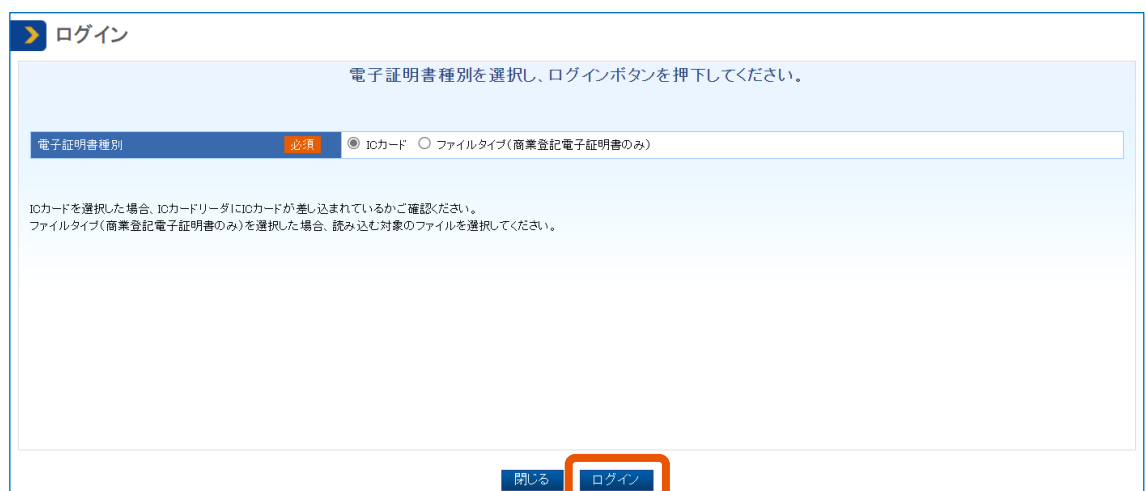 ログイン
電子証明書種別を選択し、ログインボタンを押下してください。
電子証明書種別 必須 ICカード ファイルタイプ(商業登記電子証明書のみ)
ICカードを選択した場合、ICカードリーダにICカードが差し込まれているかご確認ください。
ファイルタイプ(商業登記電子証明書のみ)を選択した場合、読み込む対象のファイルを選択してください。
閉じる ログイン